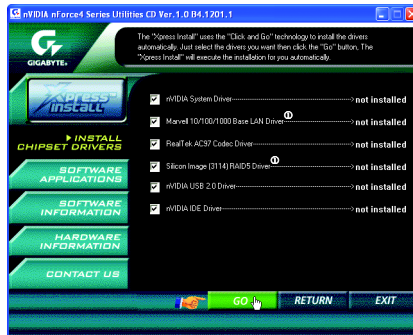 nVIDIA nForce4 Series Utilities CD Ver.1.0 B4.1201.1
GIGABYTE
The "Xpress Install" uses the "Click and Go" technology to install the drivers
automatically. Just select the drivers you want then click the "Go" button. The
"Xpress Install" will execute the installation for you automatically.
Xpress-
Install
INSTALL
CHIPSET DRIVERS
SOFTWARE
APPLICATIONS
SOFTWARE
INFORMATION
HARDWARE
INFORMATION
CONTACT US
nVIDIA System Driver not installed
Marvell 10/100/1000 Base LAN Driver ① not installed
RealTek AC97 Codec Driver not installed
Silicon Image (3114) RAID5 Driver ① not installed
nVIDIA USB 2.0 Driver not installed
nVIDIA IDE Driver not installed
GO RETURN EXIT